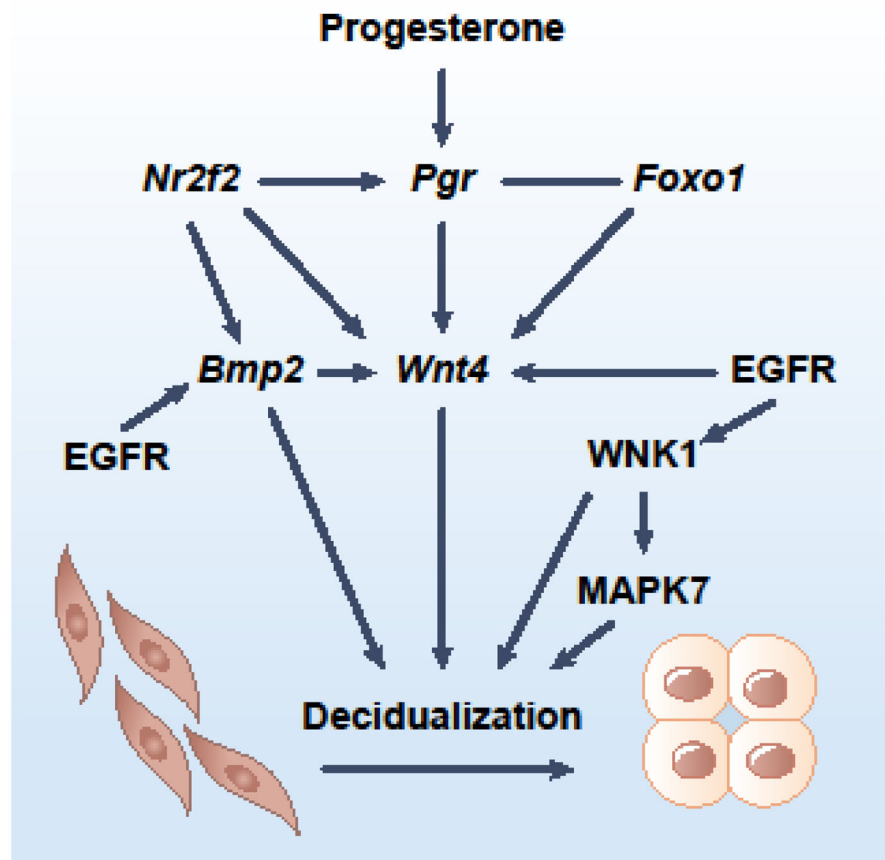 Progesterone
Nr2f2 Pgr Foxo1
Bmp2 Wnt4 EGFR
EGFR WNK1
MAPK7
Decidualization